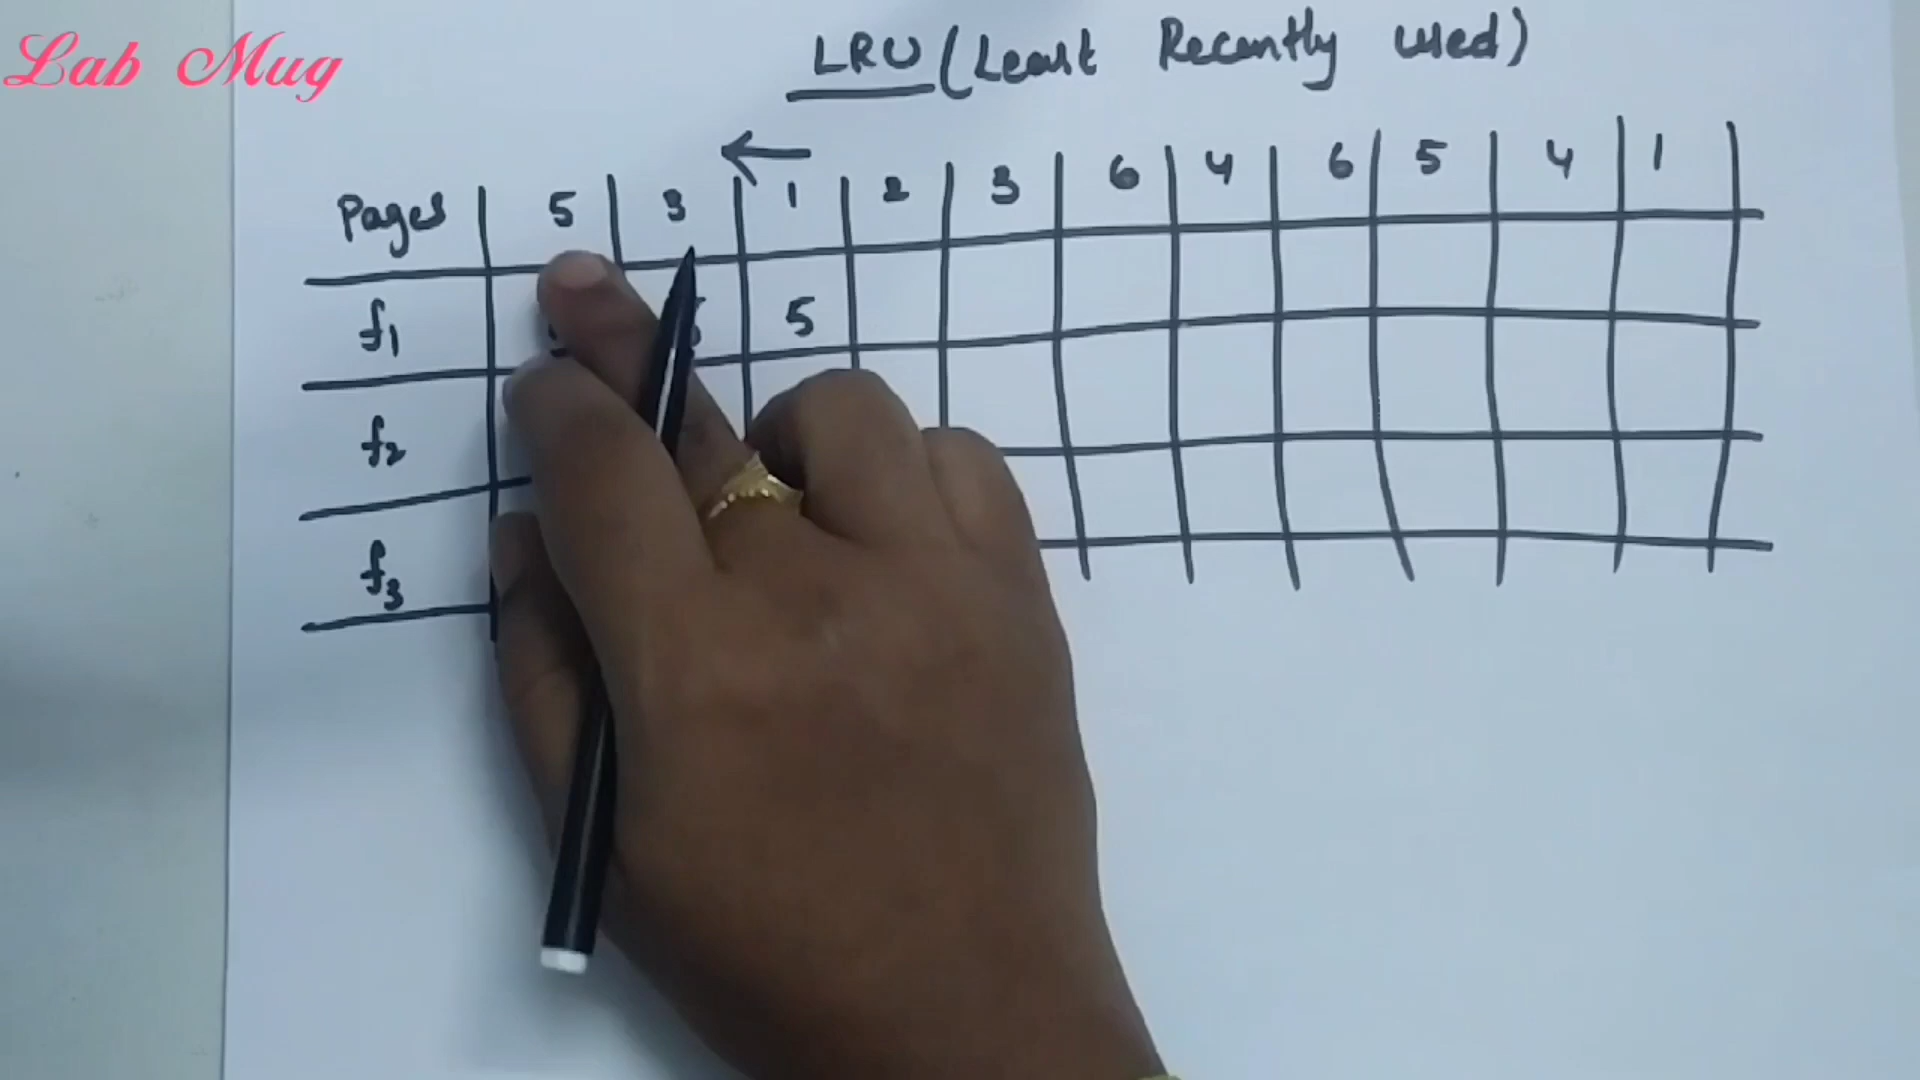 Lab Mug
LRU (Least Recently used)
Pages 5 3 1 2 3 6 4 6 5 4 1
f1 5
f2
f3